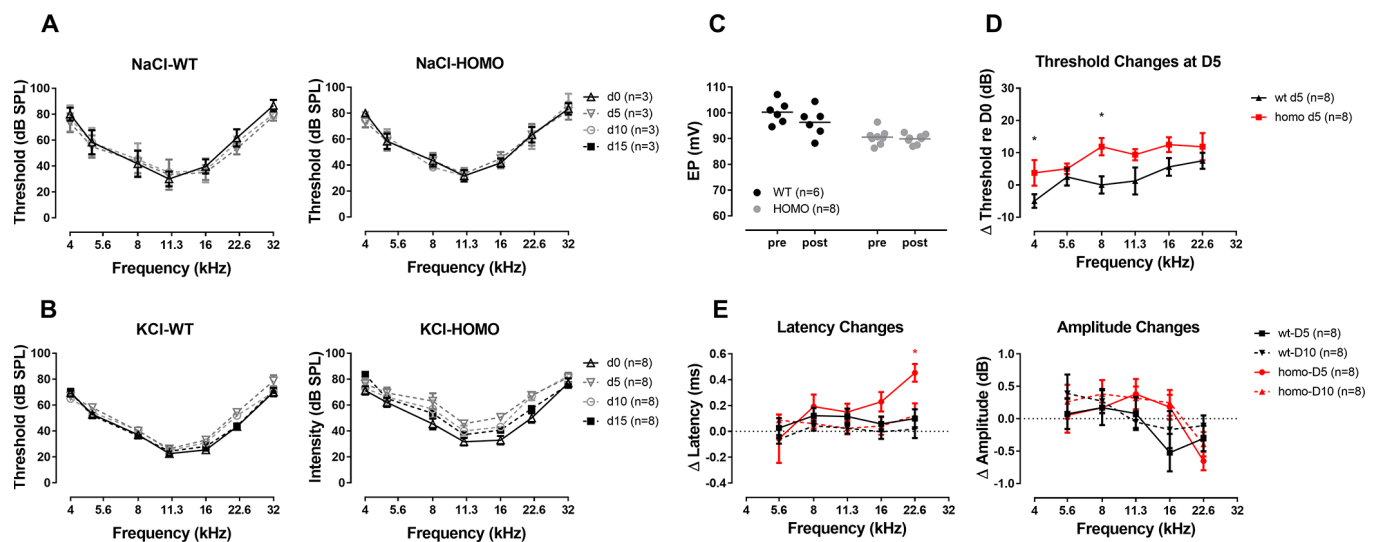 A
NaCl-WT
Threshold (dB SPL)
100
80
60
40
20
0
4 5.6 8 11.3 16 22.6 32
Frequency (kHz)
NaCl-HOMO
Threshold (dB SPL)
100
80
60
40
20
0
4 5.6 8 11.3 16 22.6 32
Frequency (kHz)
d0 (n=3)
d5 (n=3)
d10 (n=3)
d15 (n=3)
C
EP (mV)
110
100
90
80
70
60
WT (n=6)
HOMO (n=8)
pre post pre post
D
Threshold Changes at D5
Δ Threshold re D0 (dB)
30
20
10
0
-10
* *
4 5.6 8 11.3 16 22.6 32
Frequency (kHz)
wt d5 (n=8)
homo d5 (n=8)
B
KCl-WT
Threshold (dB SPL)
100
80
60
40
20
0
4 5.6 8 11.3 16 22.6 32
Frequency (kHz)
KCl-HOMO
Intensity (dB SPL)
100
80
60
40
20
0
4 5.6 8 11.3 16 22.6 32
Frequency (kHz)
d0 (n=8)
d5 (n=8)
d10 (n=8)
d15 (n=8)
E
Latency Changes
Δ Latency (ms)
0.6
0.4
0.2
0.0
-0.2
-0.4
*
4 5.6 8 11.3 16 22.6 32
Frequency (kHz)
Amplitude Changes
Δ Amplitude (dB)
1.0
0.5
0.0
-0.5
-1.0
4 5.6 8 11.3 16 22.6 32
Frequency (kHz)
wt-D5 (n=8)
wt-D10 (n=8)
homo-D5 (n=8)
homo-D10 (n=8)